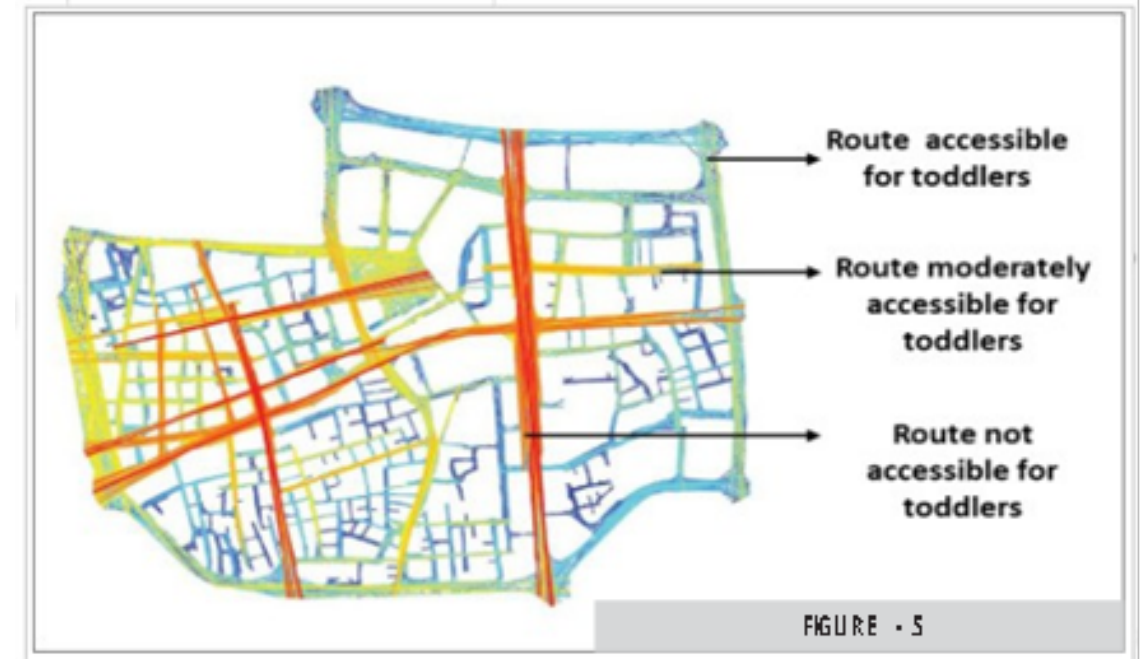 Route accessible
for toddlers
Route moderately
accessible for
toddlers
Route not
accessible for
toddlers
FIGURE - 5